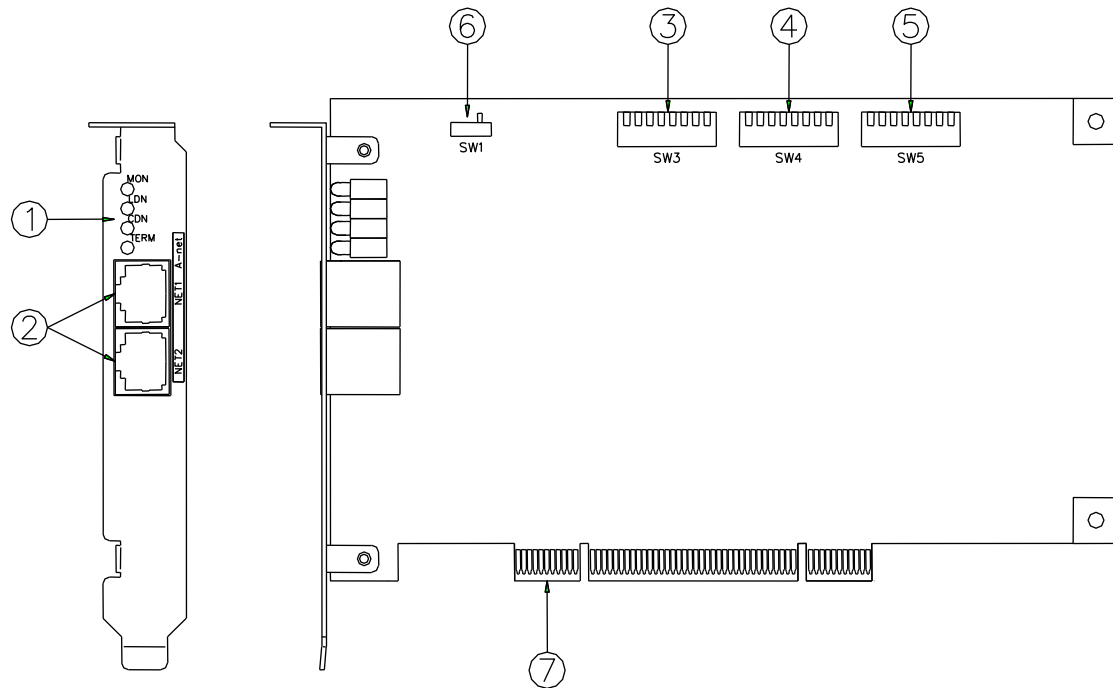 ⑥
③
④
⑤
SW1
SW3
SW4
SW5
①
MON
LDN
CDN
TERM
A-net
②
NET1
NET2
⑦